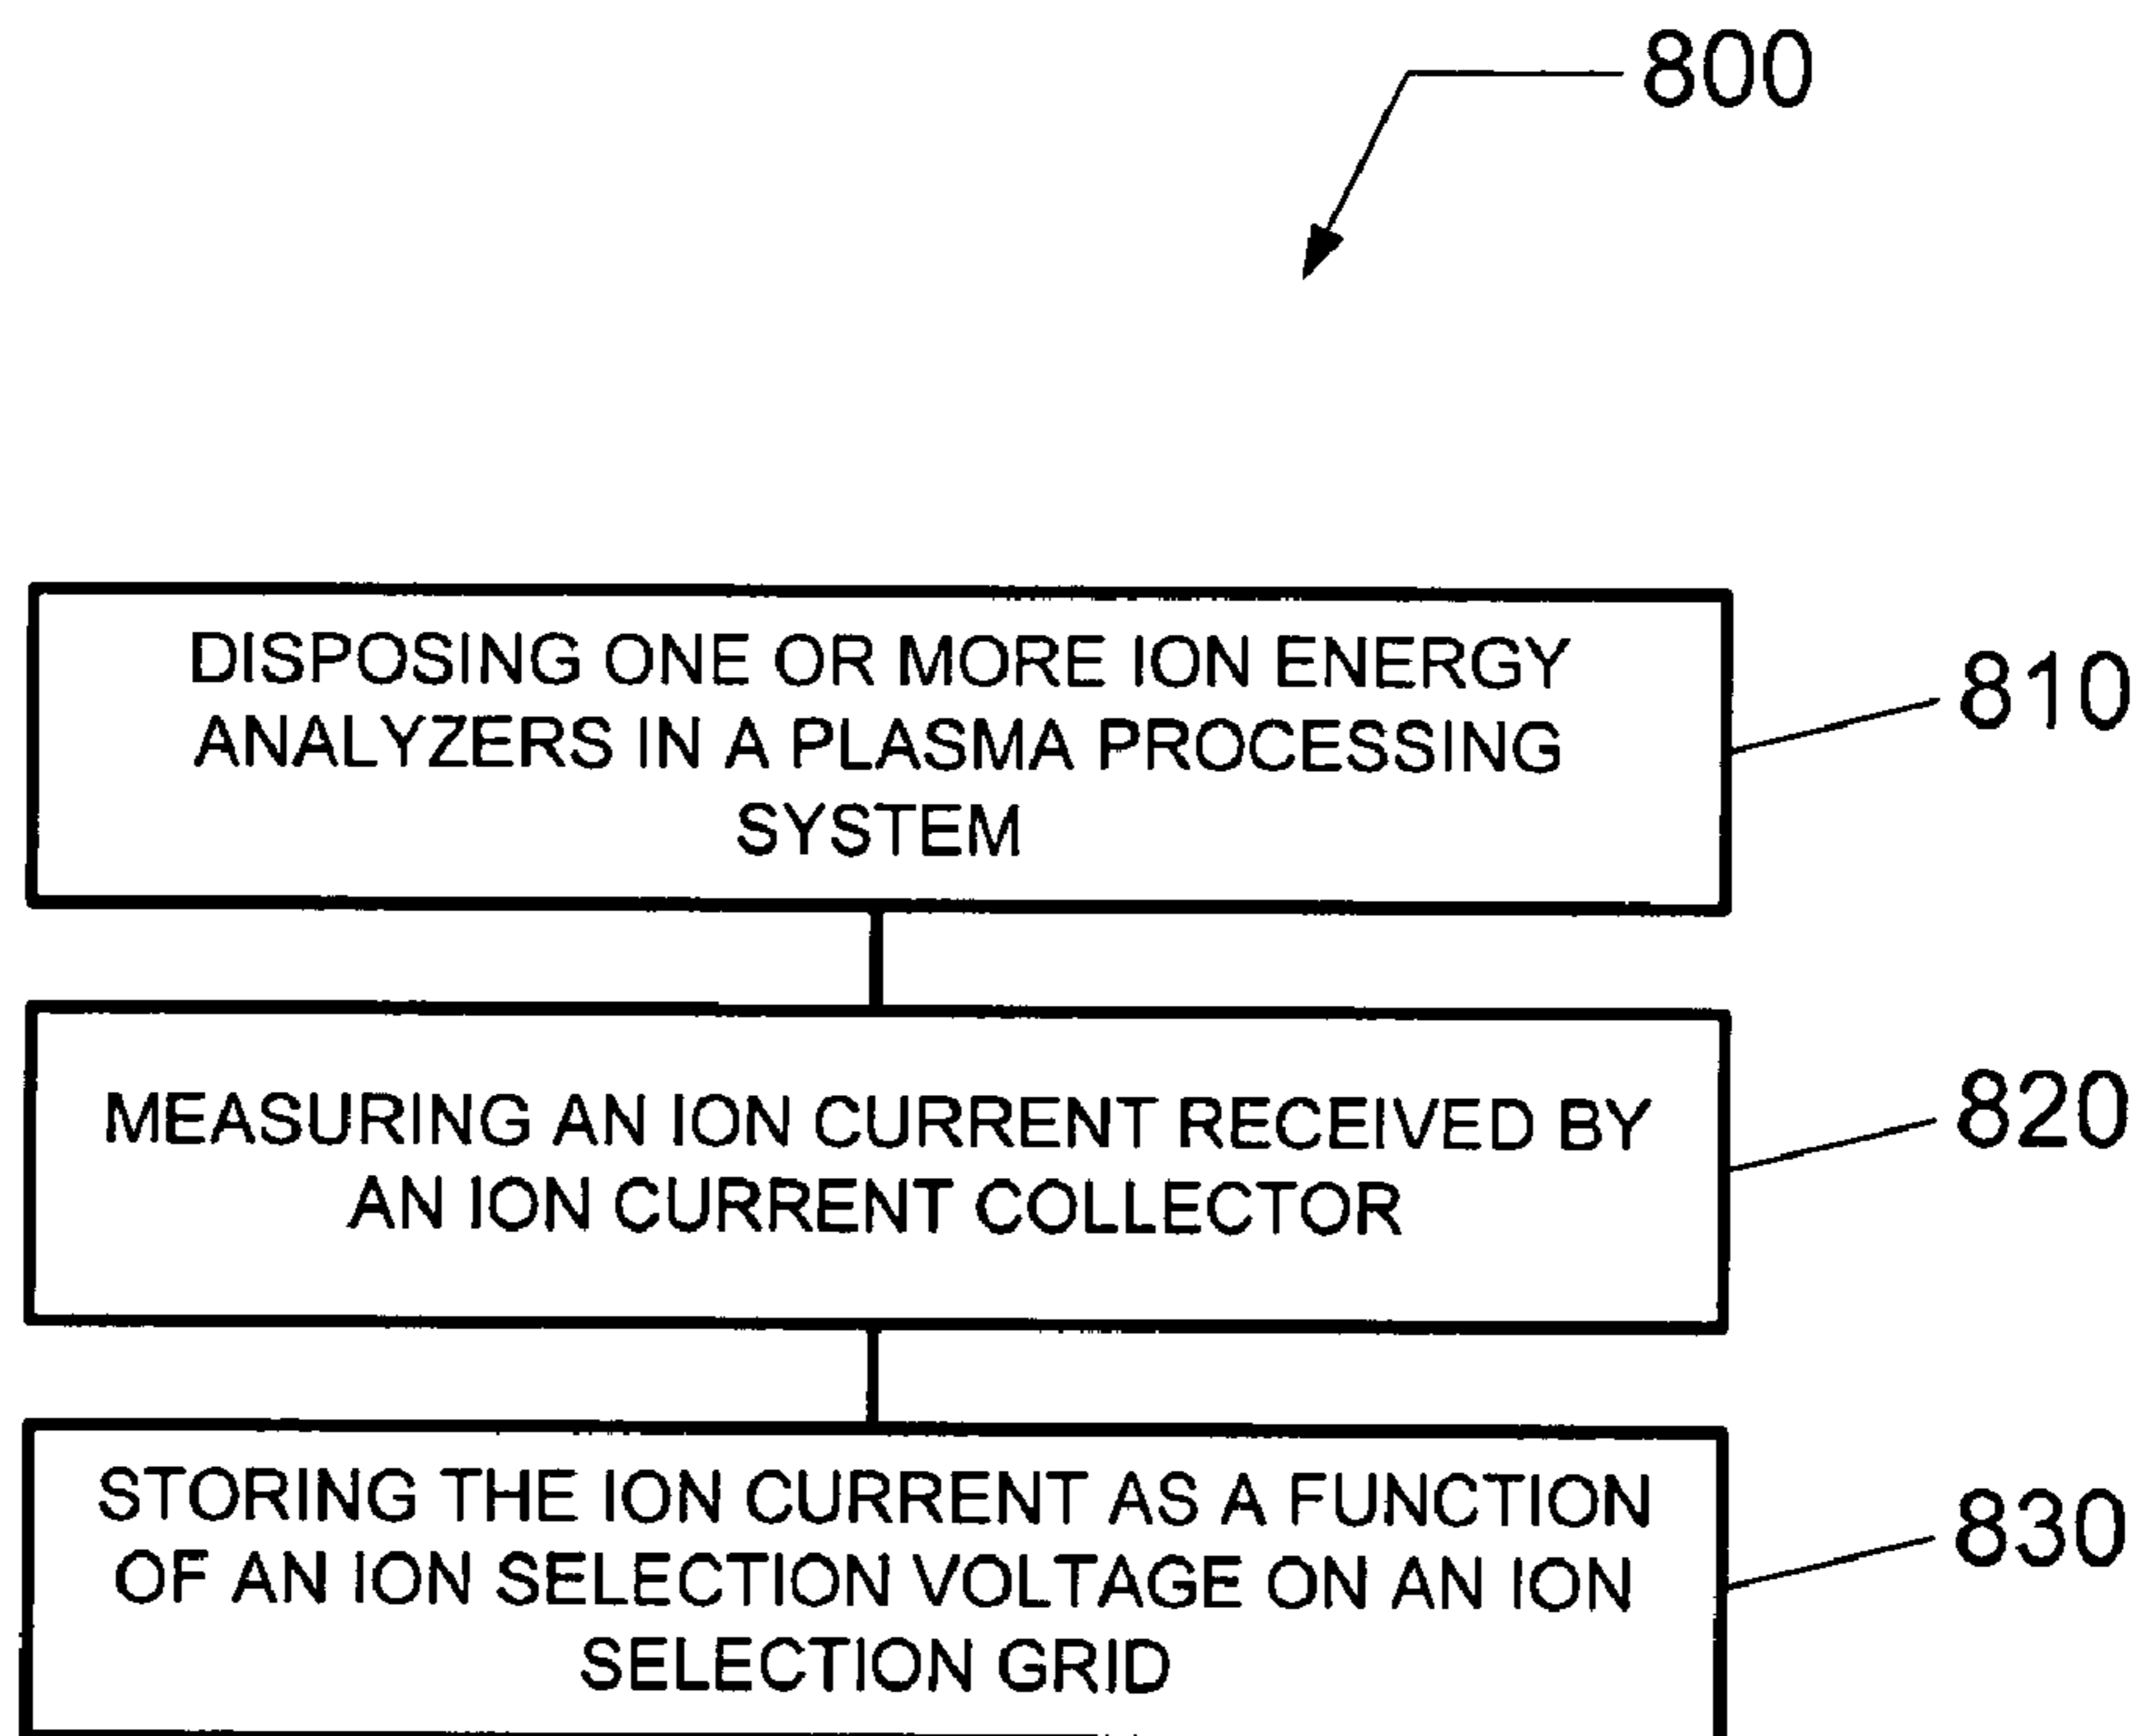 800
DISPOSING ONE OR MORE ION ENERGY
ANALYZERS IN A PLASMA PROCESSING
SYSTEM
810
MEASURING AN ION CURRENT RECEIVED BY
AN ION CURRENT COLLECTOR
820
STORING THE ION CURRENT AS A FUNCTION
OF AN ION SELECTION VOLTAGE ON AN ION
SELECTION GRID
830